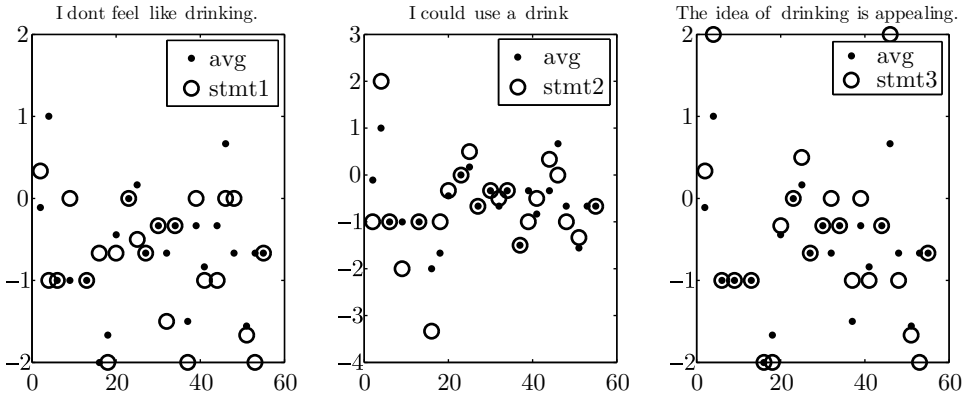 I dont feel like drinking.
2
1
0
−1
−2
0 20 40 60
avg
stmt1
I could use a drink
3
2
1
0
−1
−2
−3
−4
0 20 40 60
avg
stmt2
The idea of drinking is appealing.
2
1
0
−1
−2
0 20 40 60
avg
stmt3